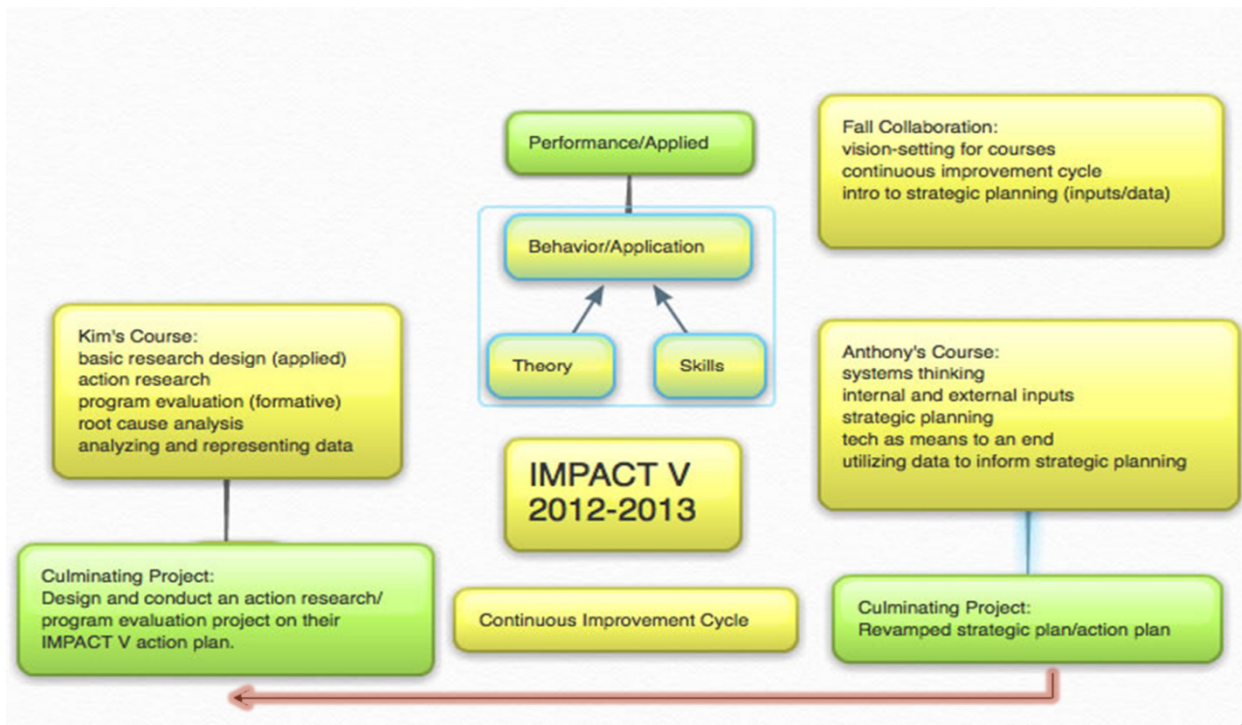 Performance/Applied
Behavior/Application
Theory
Skills
Fall Collaboration:
vision-setting for courses
continuous improvement cycle
intro to strategic planning (inputs/data)
Kim's Course:
basic research design (applied)
action research
program evaluation (formative)
root cause analysis
analyzing and representing data
Anthony's Course:
systems thinking
internal and external inputs
strategic planning
tech as means to an end
utilizing data to inform strategic planning
IMPACT V
2012-2013
Culminating Project:
Design and conduct an action research/
program evaluation project on their
IMPACT V action plan.
Continuous Improvement Cycle
Culminating Project:
Revamped strategic plan/action plan